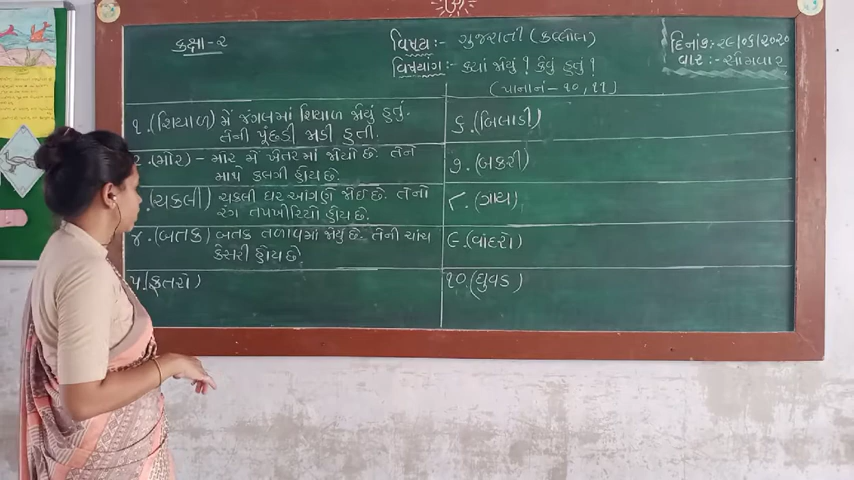 કક્ષા-૨
વિષય:- ગુજરાતી (કલ્લોલ)
વિષયાંગ:- કયાં જોયું? કેવું હતું?
(પાનાનં - ૧૦, ૧૧)
દિનાંક:- ૨૯/૦૬/૨૦૨૦
વાર:- સોમવાર
૧. (શિયાળ) મેં જંગલમાં શિયાળ જોયું હતું.
તેની પૂંછડી જાડી હતી.
૨. (મોર) - મોર મેં ખેતરમાં જોયો છે. તેને
માથે કલગી હોય છે.
(ચકલી) ચકલી ઘર આંગણે જોઈ છે. તેનો
રંગ તપખીરિયો હોય છે.
૪. (બતક) બતક તળાવમાં જોયું છે. તેની ચાંચ
કેસરી હોય છે.
૫. (કૂતરો)
૬. (બિલાડી)
૭. (બકરી)
૮. (ગાય)
૯. (વાંદરો)
૧૦. (ઘુવડ)